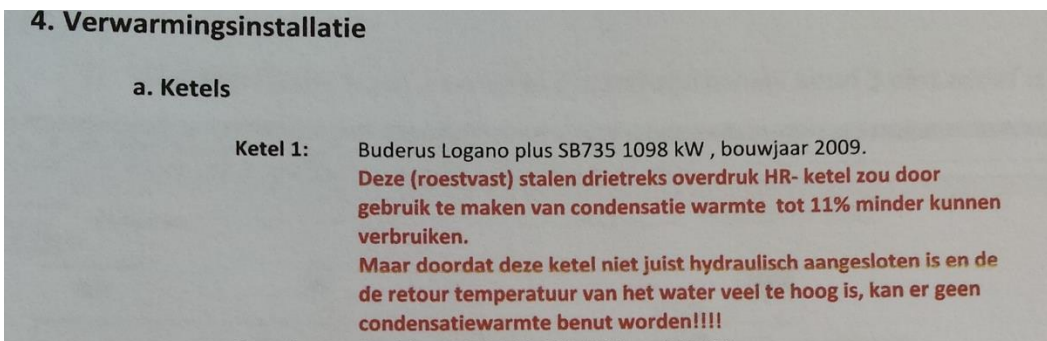 4. Verwarmingsinstallatie
a. Ketels
Ketel 1: Buderus Logano plus SB735 1098 kW , bouwjaar 2009.
Deze (roestvast) stalen drietreks overdruk HR- ketel zou door
gebruik te maken van condensatie warmte tot 11% minder kunnen
verbruiken.
Maar doordat deze ketel niet juist hydraulisch aangesloten is en de
de retour temperatuur van het water veel te hoog is, kan er geen
condensatiewarmte benut worden!!!!